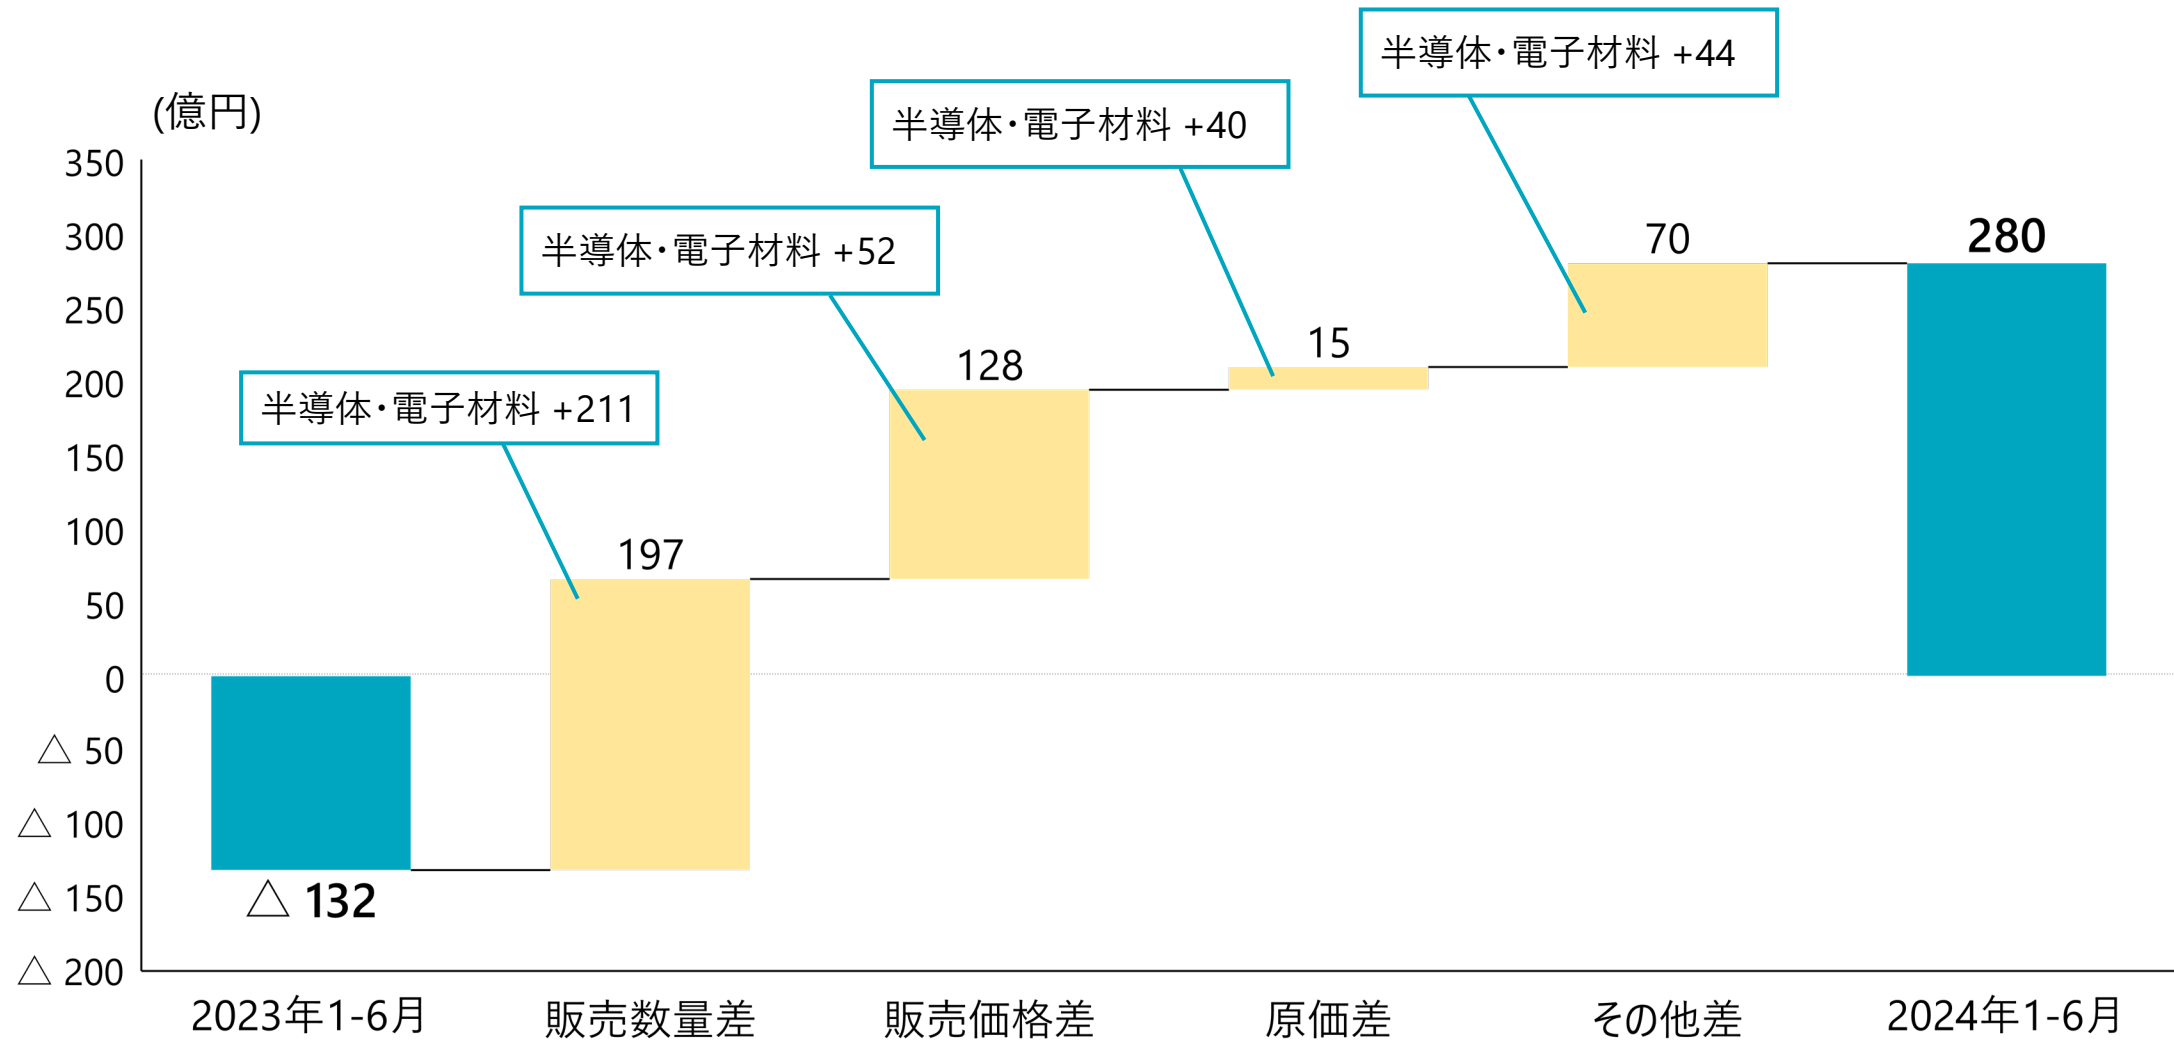 半導体・電子材料 +44
半導体・電子材料 +40
(億円)
350
300
250
200
150
100
50
0
△ 50
△ 100
△ 150
△ 200
半導体・電子材料 +52
半導体・電子材料 +211
△ 132
197
128
15
70
280
2023年1-6月
販売数量差
販売価格差
原価差
その他差
2024年1-6月